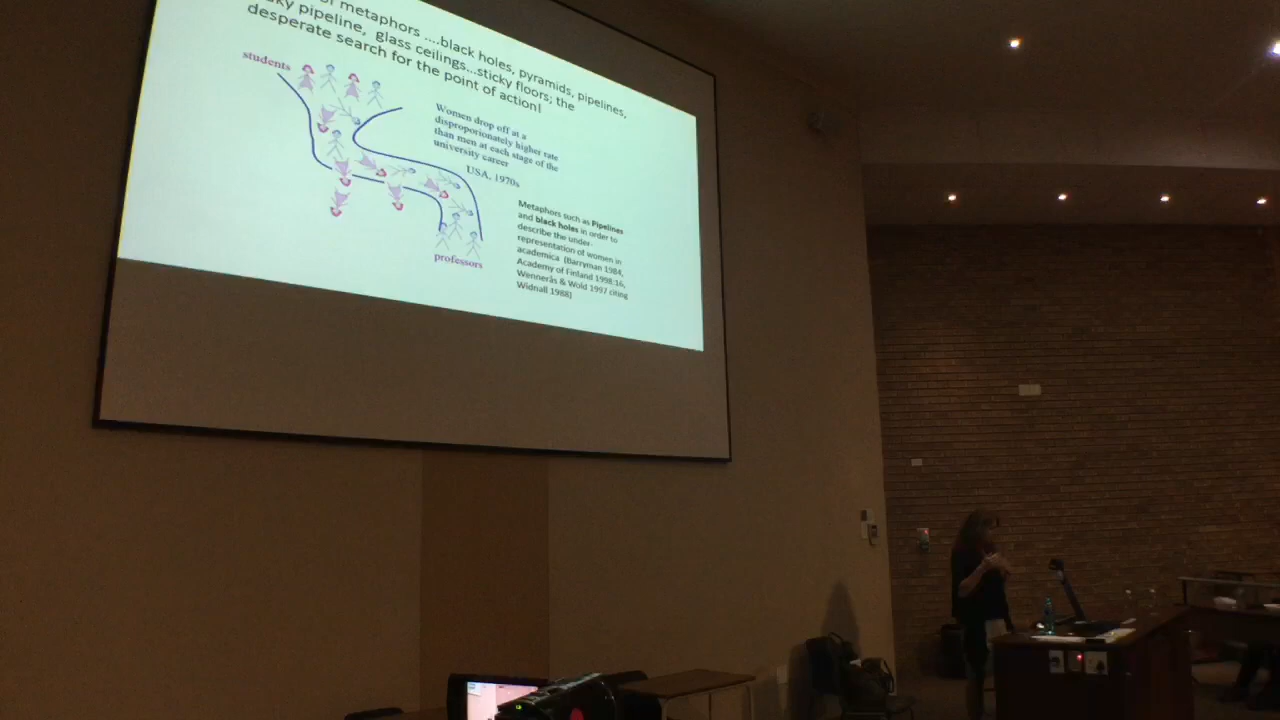 of metaphors ....black holes, pyramids, pipelines,
pipeline, glass ceilings...sticky floors; the
desperate search for the point of action!
students
Women drop off at a
disproportionately higher rate
than men at each stage of the
university career
USA, 1970s
Metaphors such as Pipelines
and black holes in order to
describe the under-
representation of women in
academica (Barryman 1984,
Academy of Finland 1998:16,
Wennerås & Wold 1997 citing
Widnall 1988)
professors